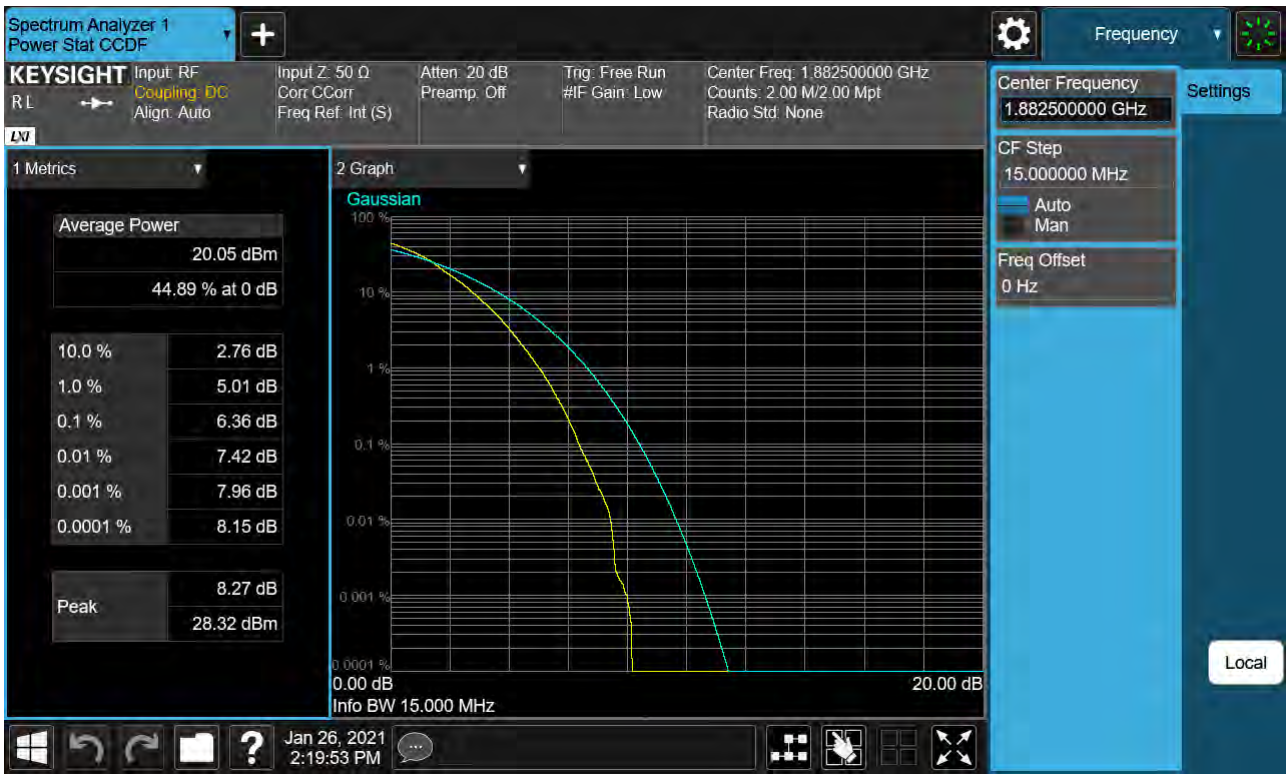 Spectrum Analyzer 1
Power Stat CCDF
Frequency
KEYSIGHT
RL
LXI
Input: RF
Coupling: DC
Align: Auto
Input Z: 50 Ω
Corr CCorr
Freq Ref: Int (S)
Atten: 20 dB
Preamp: Off
Trig: Free Run
#IF Gain: Low
Center Freq: 1.882500000 GHz
Counts: 2.00 M/2.00 Mpt
Radio Std: None
Center Frequency
1.882500000 GHz
Settings
CF Step
15.000000 MHz
Auto
Man
Freq Offset
0 Hz
1 Metrics
Average Power
20.05 dBm
44.89 % at 0 dB
10.0 % 2.76 dB
1.0 % 5.01 dB
0.1 % 6.36 dB
0.01 % 7.42 dB
0.001 % 7.96 dB
0.0001 % 8.15 dB
Peak
8.27 dB
28.32 dBm
2 Graph
Gaussian
100 %
10 %
1 %
0.1 %
0.01 %
0.001 %
0.0001 %
0.00 dB 20.00 dB
Info BW 15.000 MHz
Local
Jan 26, 2021
2:19:53 PM